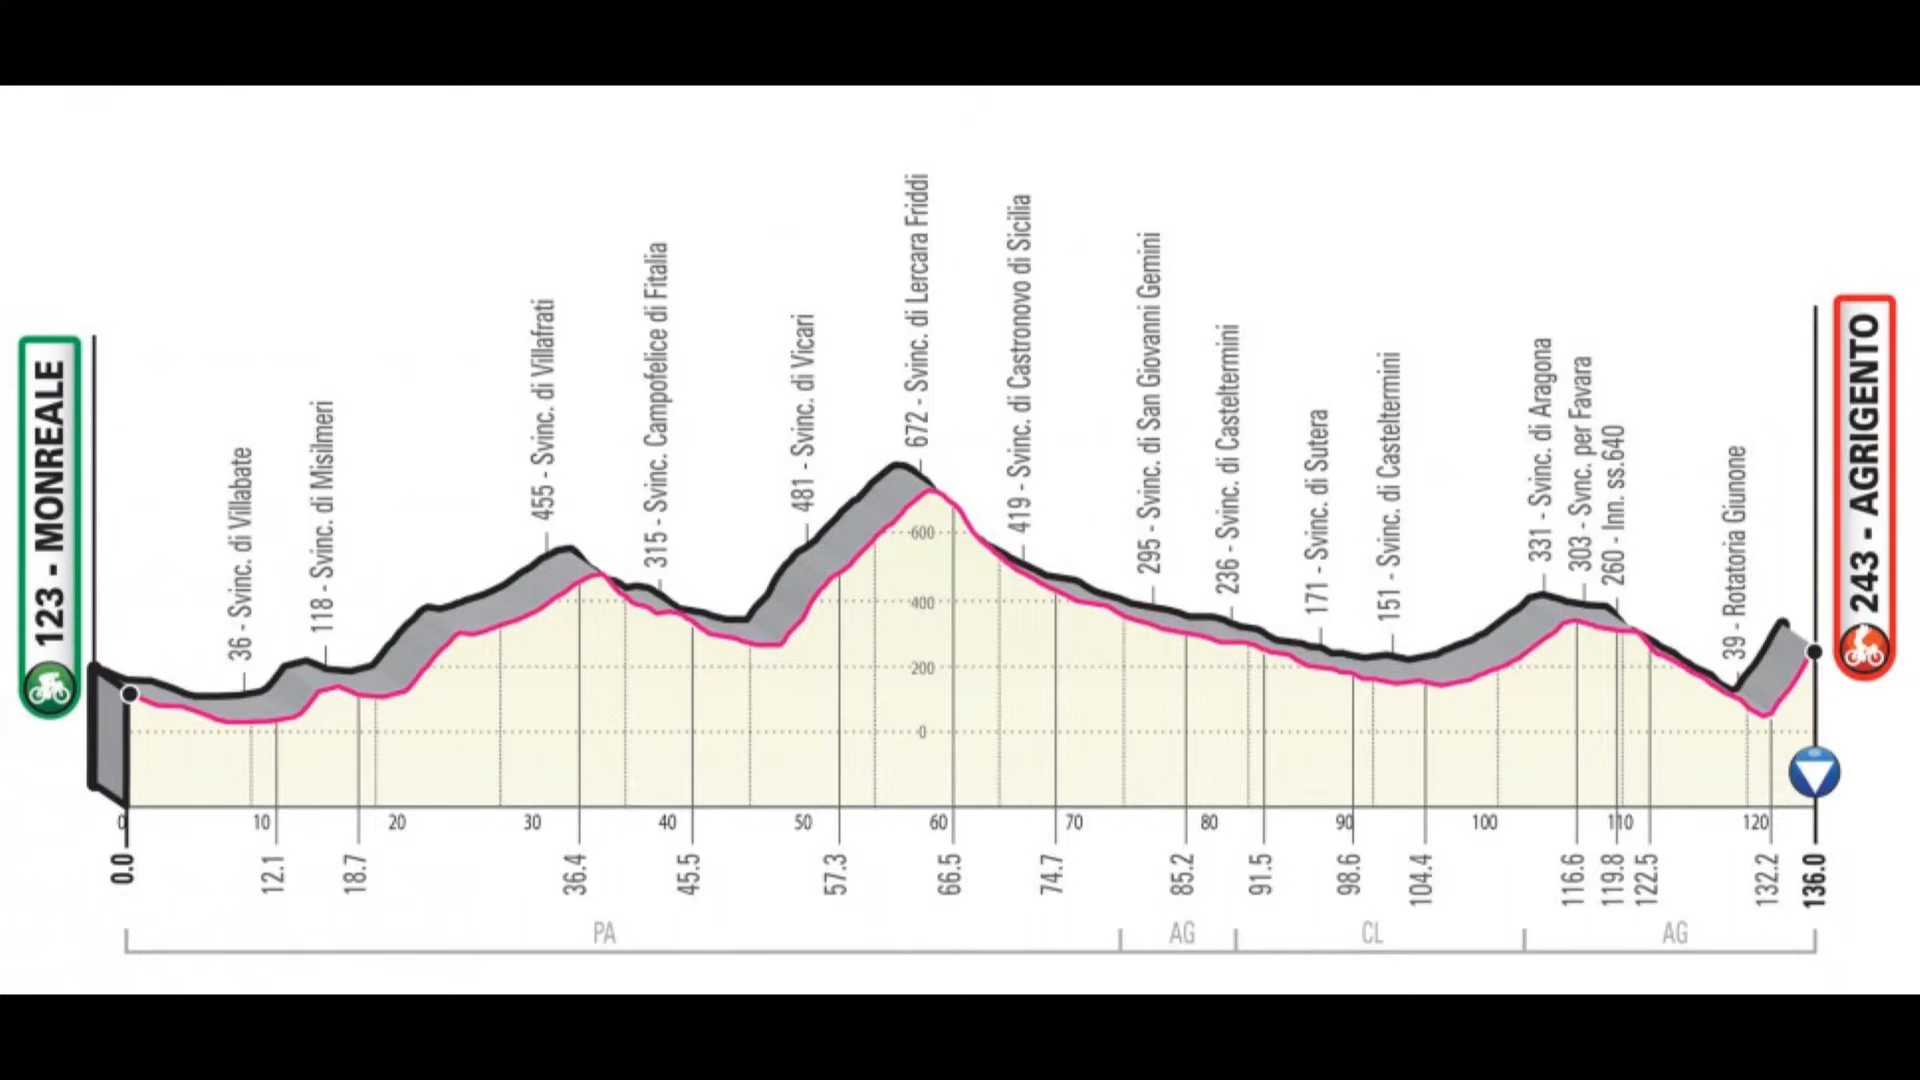 123 - MONREALE
36 - Svinc. di Villabate
118 - Svinc. di Misilmeri
455 - Svinc. di Villafrati
315 - Svinc. Campofelice di Fitalia
481 - Svinc. di Vicari
672 - Svinc. di Lercara Friddi
419 - Svinc. di Castronovo di Sicilia
295 - Svinc. di San Giovanni Gemini
236 - Svinc. di Casteltermini
171 - Svinc. di Sutera
151 - Svinc. di Casteltermini
331 - Svinc. di Aragona
303 - Svnc. per Favara
260 - Inn. ss.640
39 - Rotatoria Giunone
243 - AGRIGENTO
600
400
200
0
0 10 20 30 40 50 60 70 80 90 100 110 120
0.0 12.1 18.7 36.4 45.5 57.3 66.5 74.7 85.2 91.5 98.6 104.4 116.6 119.8 122.5 132.2 136.0
PA AG CL AG